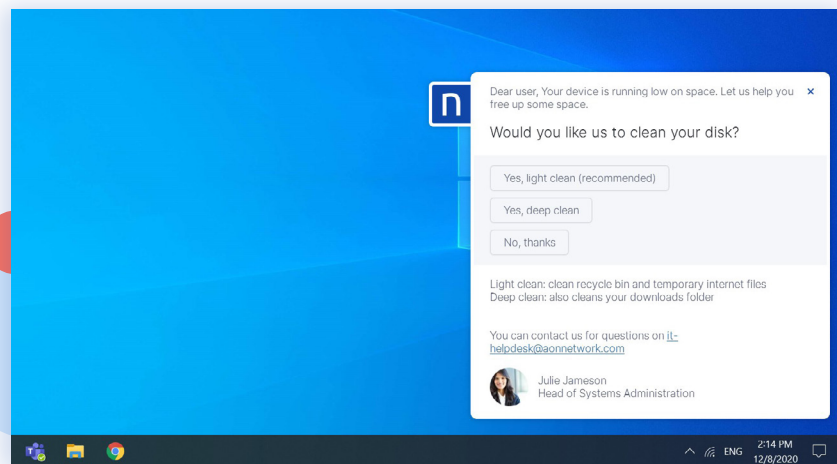 n
Dear user, Your device is running low on space. Let us help you
free up some space.
Would you like us to clean your disk?
Yes, light clean (recommended)
Yes, deep clean
No, thanks
Light clean: clean recycle bin and temporary internet files
Deep clean: also cleans your downloads folder
You can contact us for questions on it-
helpdesk@aonnetwork.com
Julie Jameson
Head of Systems Administration
ENG
2:14 PM
12/8/2020